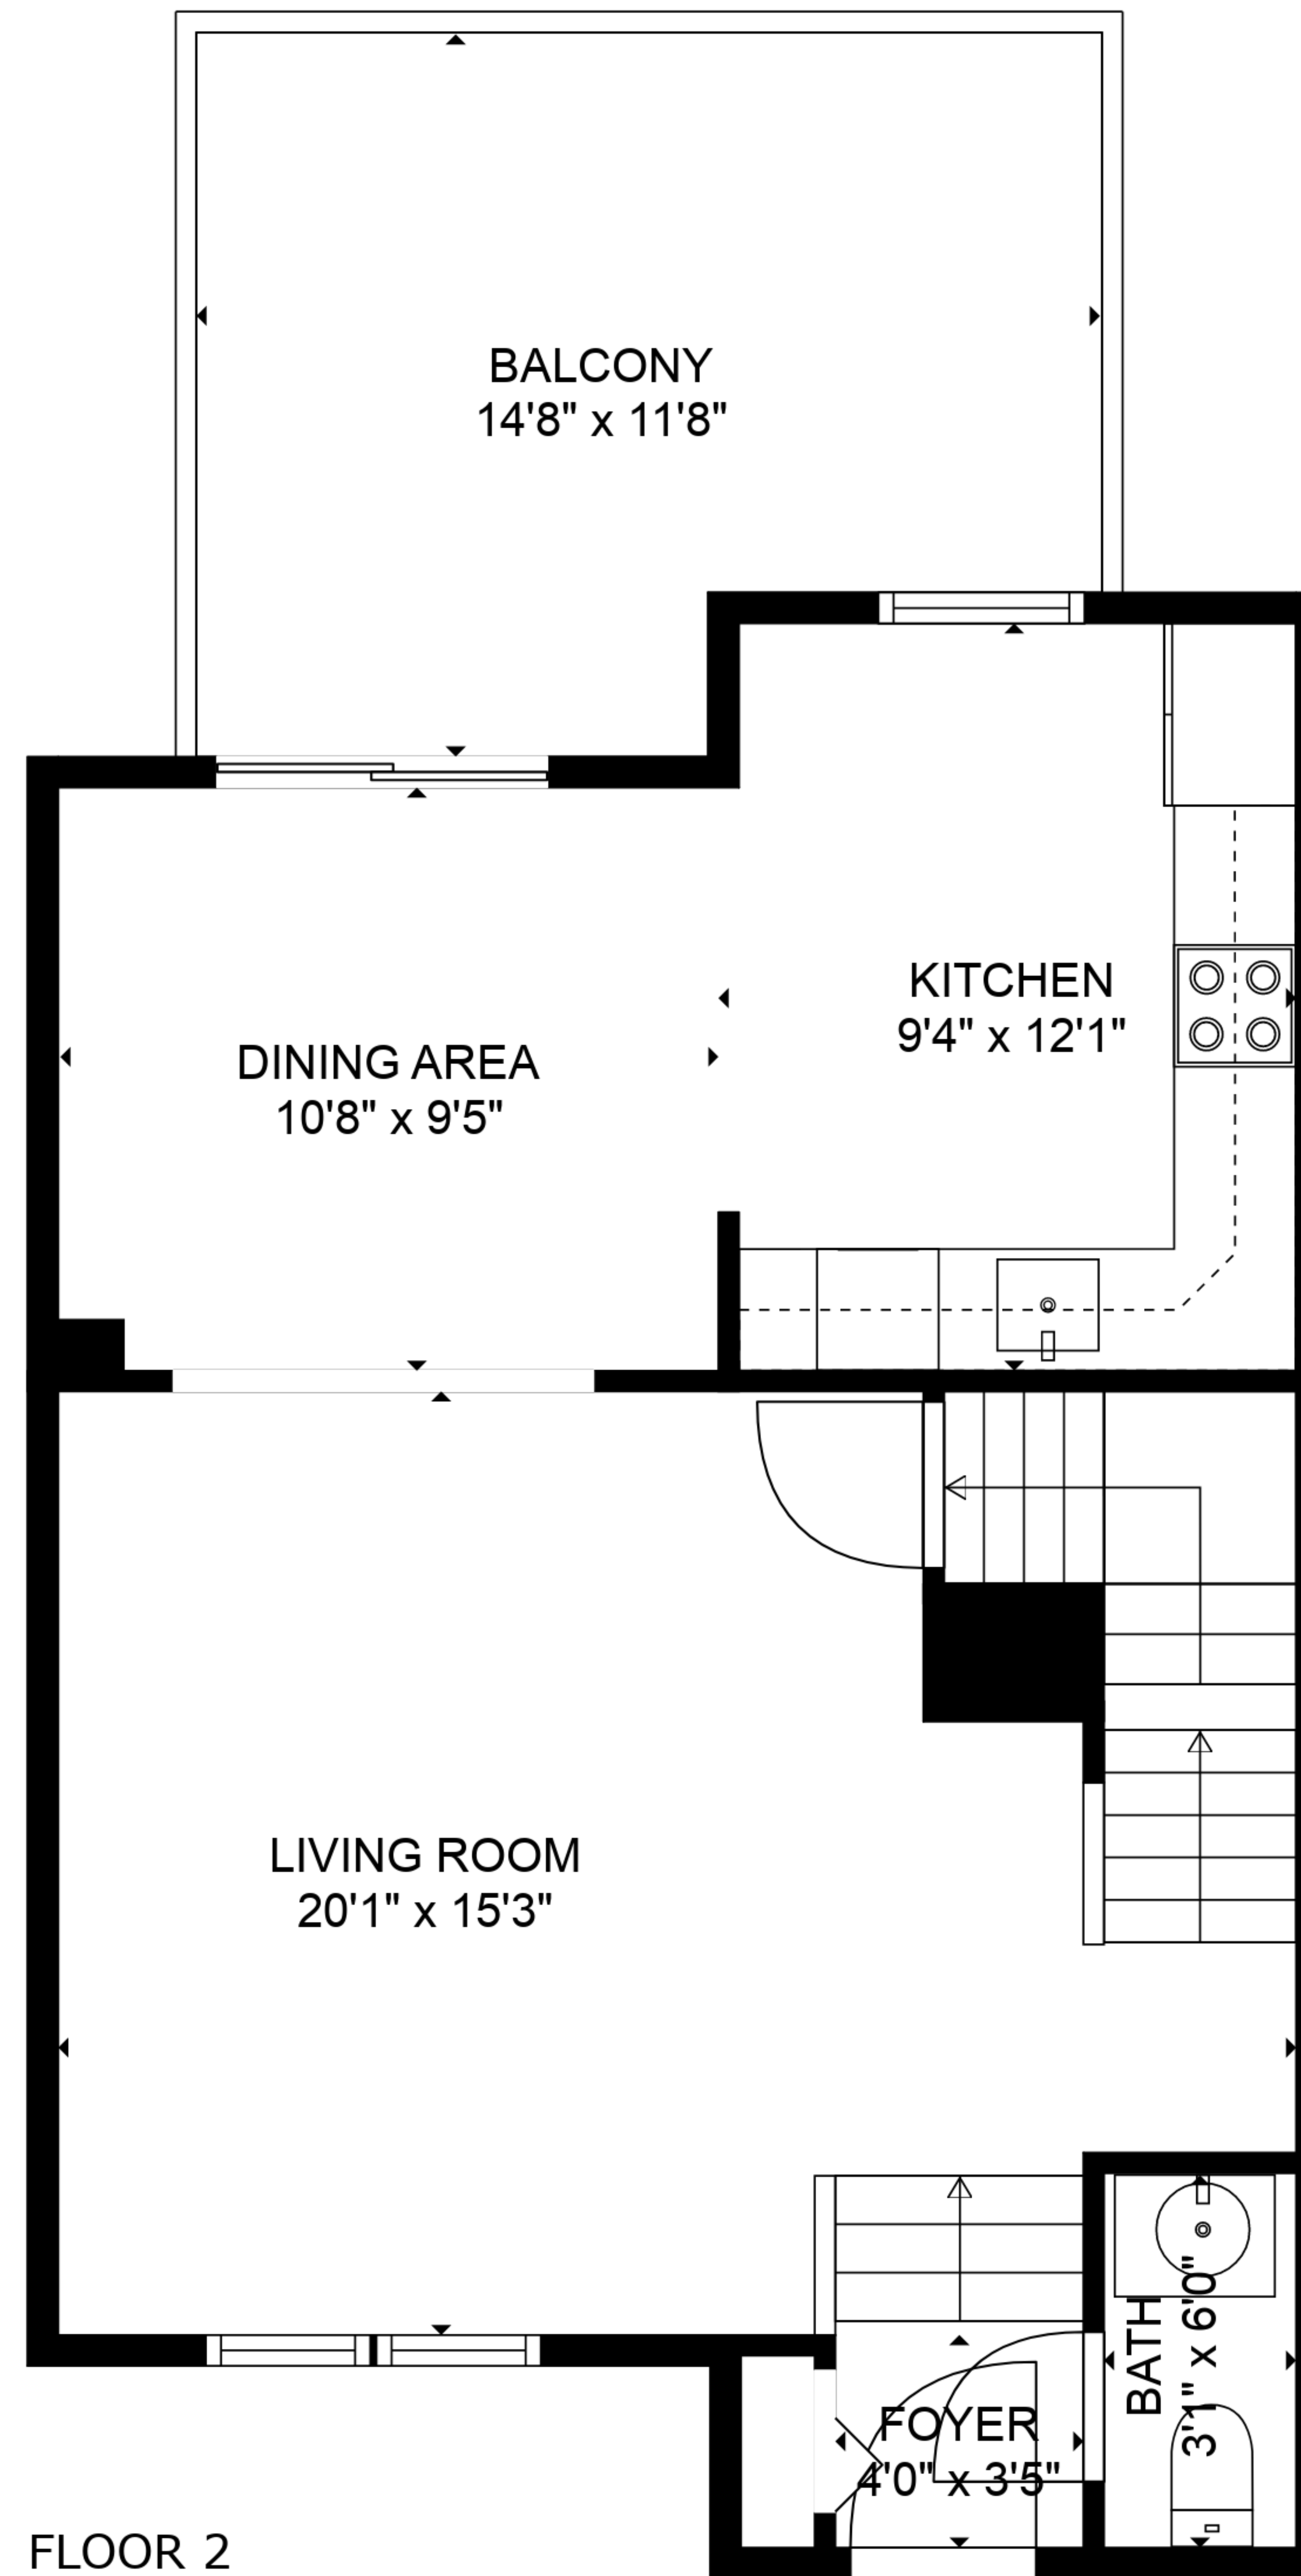 BALCONY
14'8" x 11'8"
KITCHEN
9'4" x 12'1"
DINING AREA
10'8" x 9'5"
LIVING ROOM
20'1" x 15'3"
BATH
3'1" x 6'0"
FOYER
4'0" x 3'5"
FLOOR 2